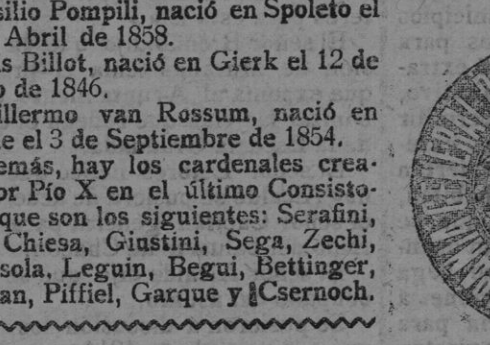 silio Pompili, nació en Spoleto el
Abril de 1858.
is Billot, nació en Gierk el 12 de
o de 1846.
illermo van Rossum, nació en
e el 3 de Septiembre de 1854.
emás, hay los cardenales crea-
or Pío X en el último Consisto-
que son los siguientes: Serafini,
Chiesa, Giustini, Sega, Zechi,
sola, Leguin, Begui, Bettinger,
an, Piffiel, Garque y Csernoch.